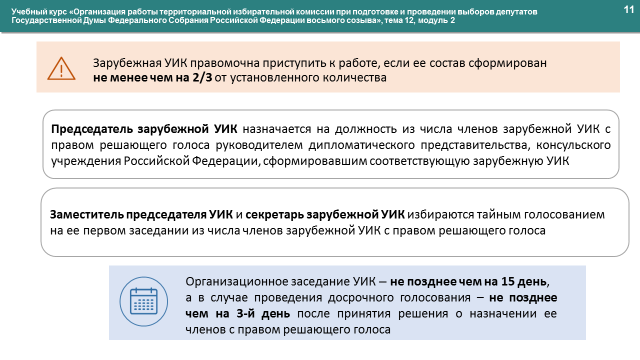 Учебный курс «Организация работы территориальной избирательной комиссии при подготовке и проведении выборов депутатов
Государственной Думы Федерального Собрания Российской Федерации восьмого созыва», тема 12, модуль 2
11
Зарубежная УИК правомочна приступить к работе, если ее состав сформирован
не менее чем на 2/3 от установленного количества
Председатель зарубежной УИК назначается на должность из числа членов зарубежной УИК с
правом решающего голоса руководителем дипломатического представительства, консульского
учреждения Российской Федерации, сформировавшим соответствующую зарубежную УИК
Заместитель председателя УИК и секретарь зарубежной УИК избираются тайным голосованием
на ее первом заседании из числа членов зарубежной УИК с правом решающего голоса
Организационное заседание УИК – не позднее чем на 15 день,
а в случае проведения досрочного голосования – не позднее
чем на 3-й день после принятия решения о назначении ее
членов с правом решающего голоса